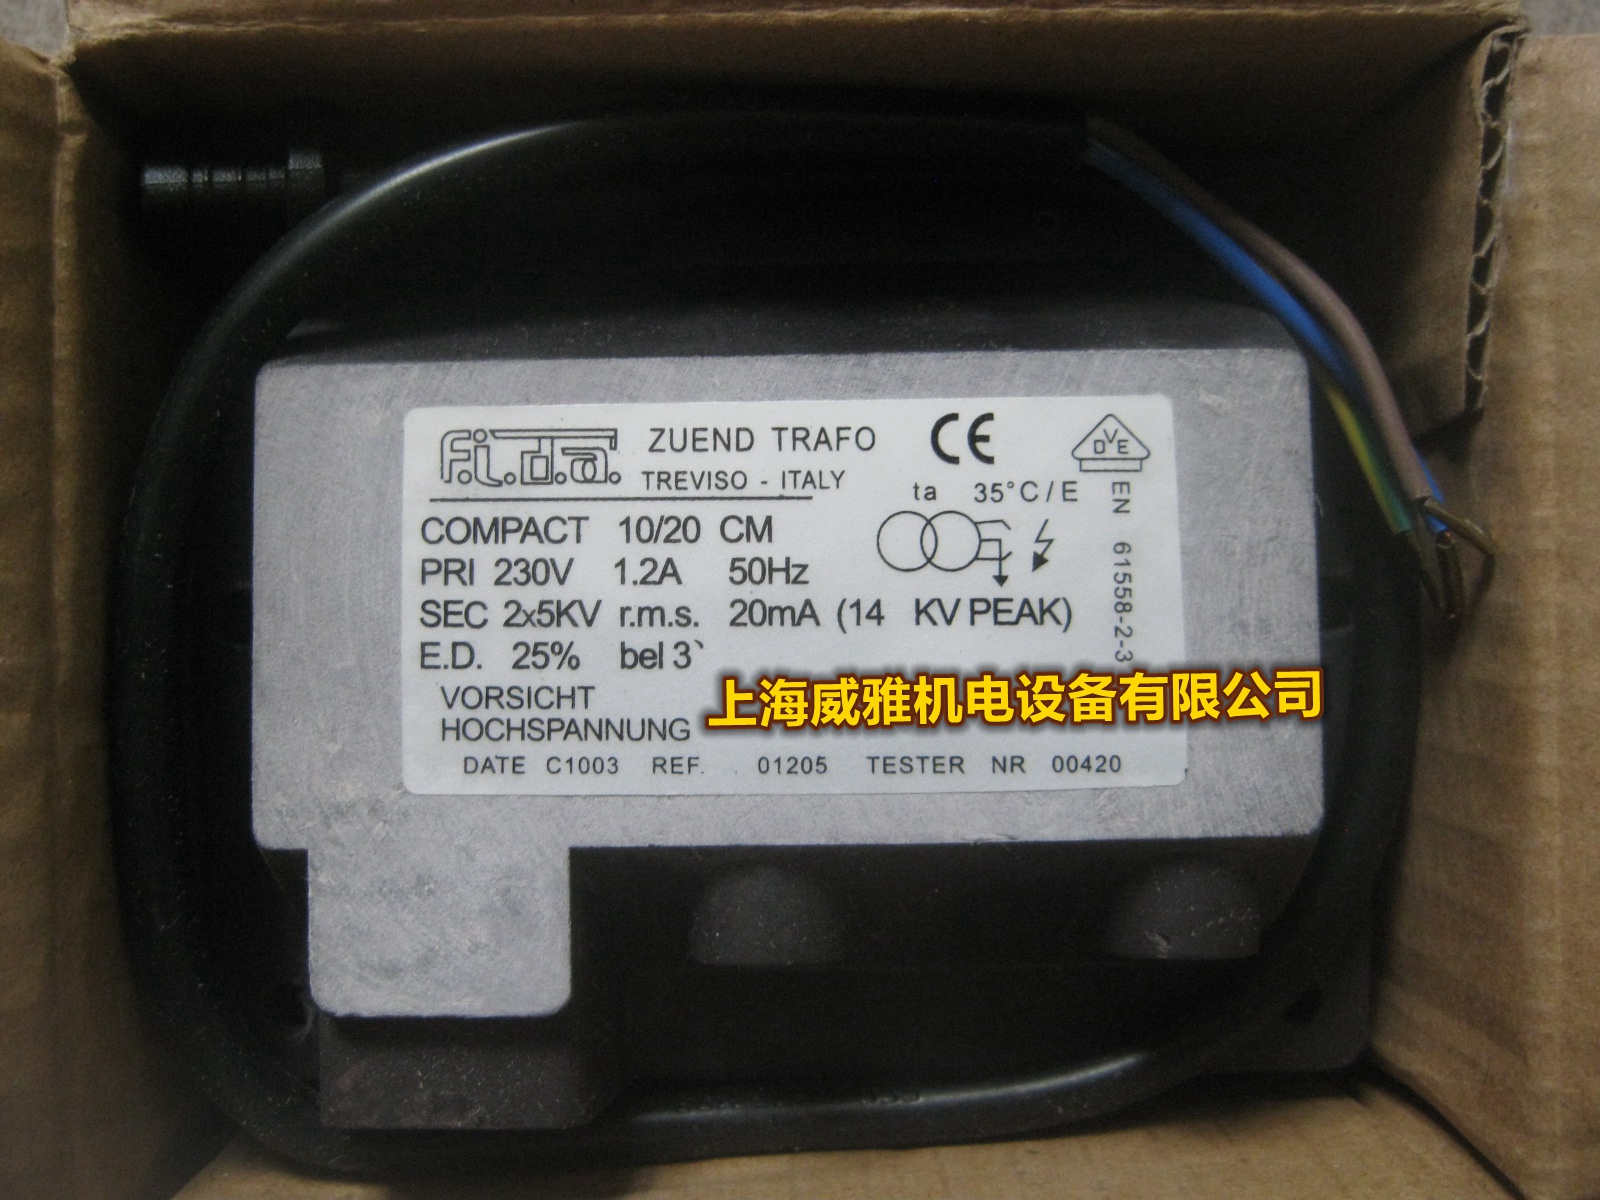 f.i.d.a. ZUEND TRAFO CE
TREVISO - ITALY
DVE
ta 35°C/E
COMPACT 10/20 CM
PRI 230V 1.2A 50Hz
SEC 2x5KV r.m.s. 20mA (14 KV PEAK)
E.D. 25% bel 3`
EN 61558-2-3
VORSICHT
HOCHSPANNUNG
上海威雅机电设备有限公司
DATE C1003 REF. 01205 TESTER NR 00420